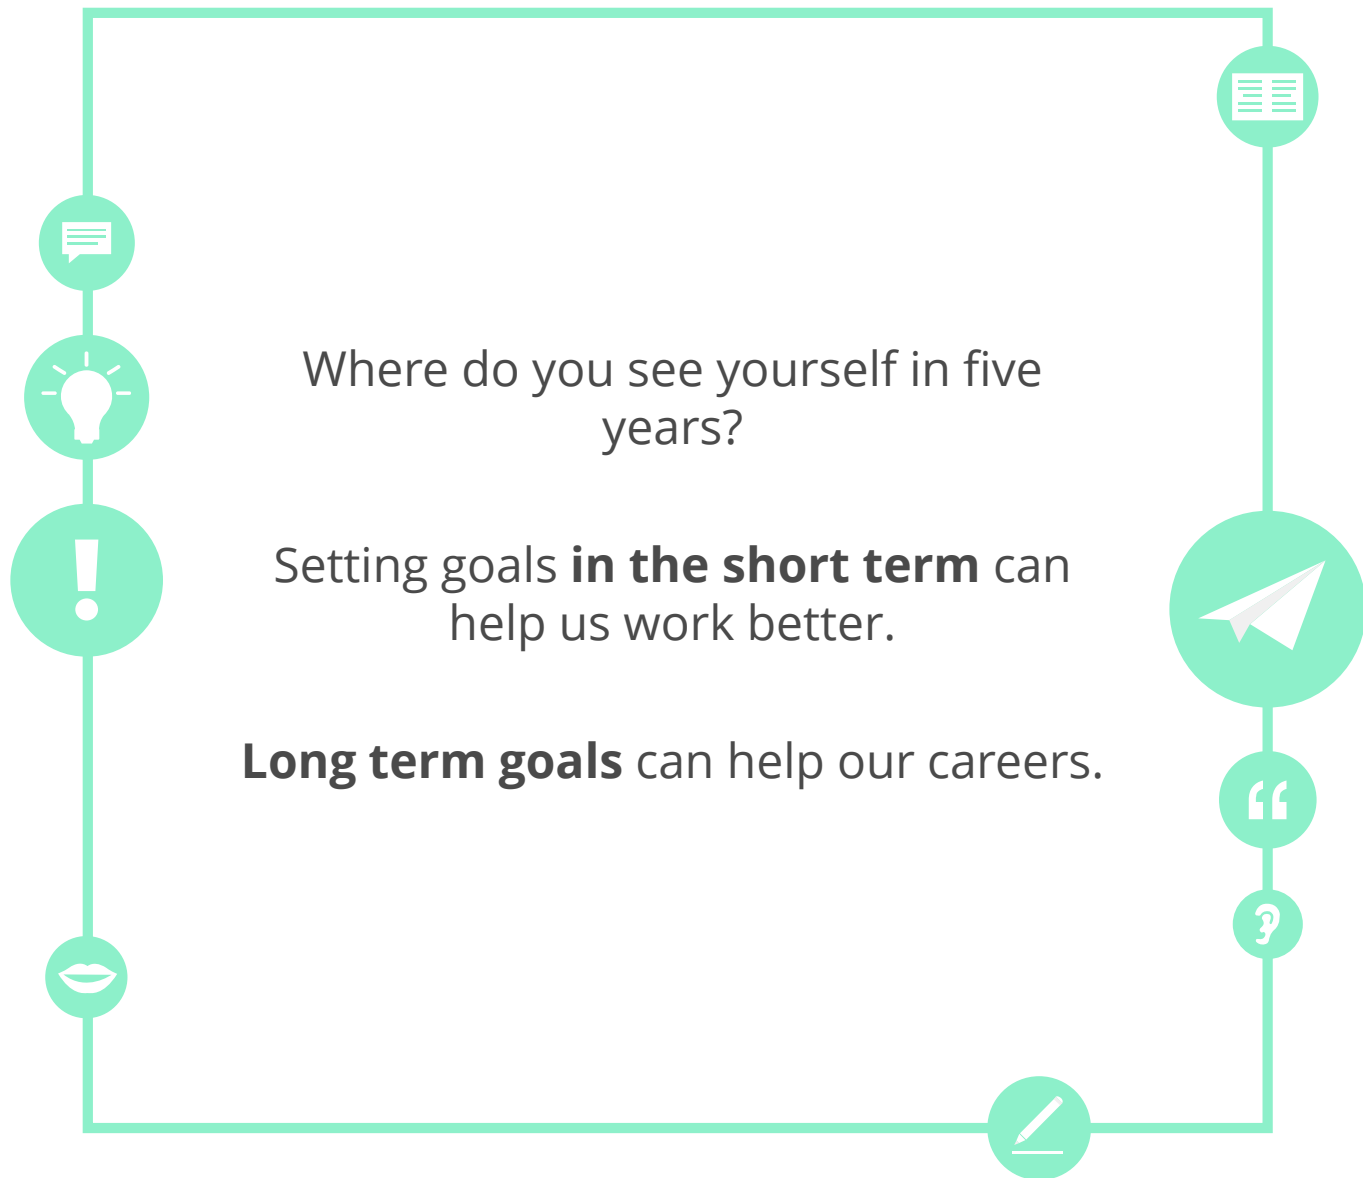 Where do you see yourself in five
years?
Setting goals in the short term can
help us work better.
Long term goals can help our careers.